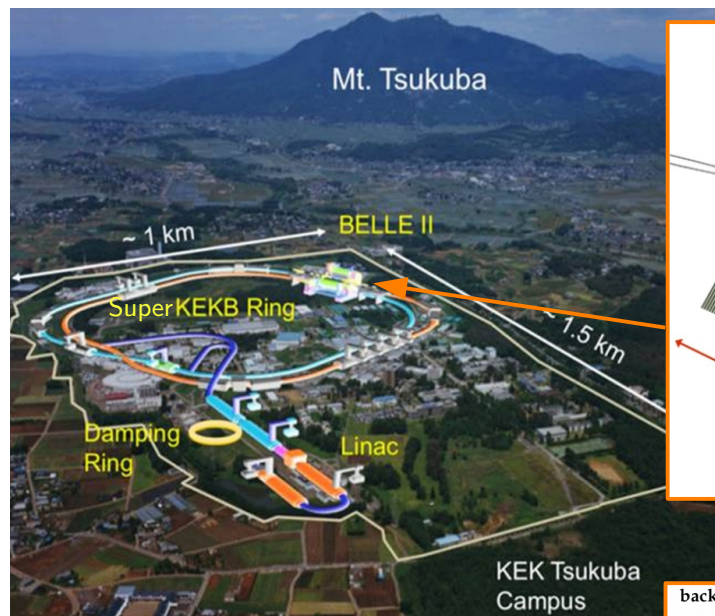 Mt. Tsukuba
BELLE II
~ 1 km
SuperKEKB Ring
~ 1.5 km
Damping
Ring
Linac
KEK Tsukuba
Campus
back